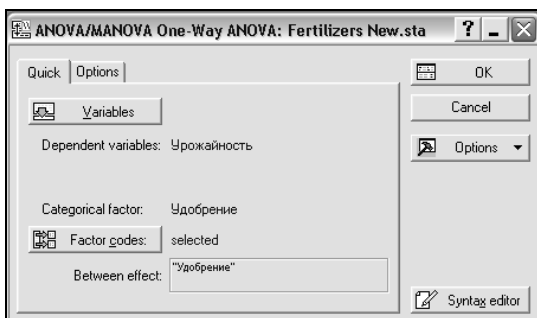 ANOVA/MANOVA One-Way ANOVA: Fertilizers New.sta
Quick
Options
OK
Variables
Cancel
Dependent variables: Урожайность
Options
Categorical factor: Удобрение
Factor codes: selected
Between effect: "Удобрение"
Syntax editor